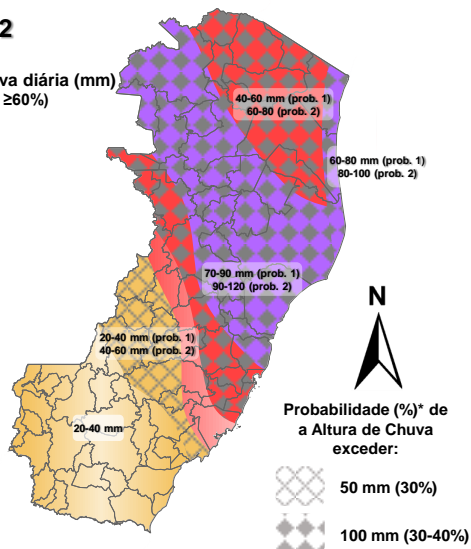 2
va diária (mm)
≥60%)
40-60 mm (prob. 1)
60-80 (prob. 2)
60-80 mm (prob. 1)
80-100 (prob. 2)
70-90 mm (prob. 1)
90-120 (prob. 2)
20-40 mm (prob. 1)
40-60 mm (prob. 2)
20-40 mm
N
Probabilidade (%)* de
a Altura de Chuva
exceder:
50 mm (30%)
100 mm (30-40%)